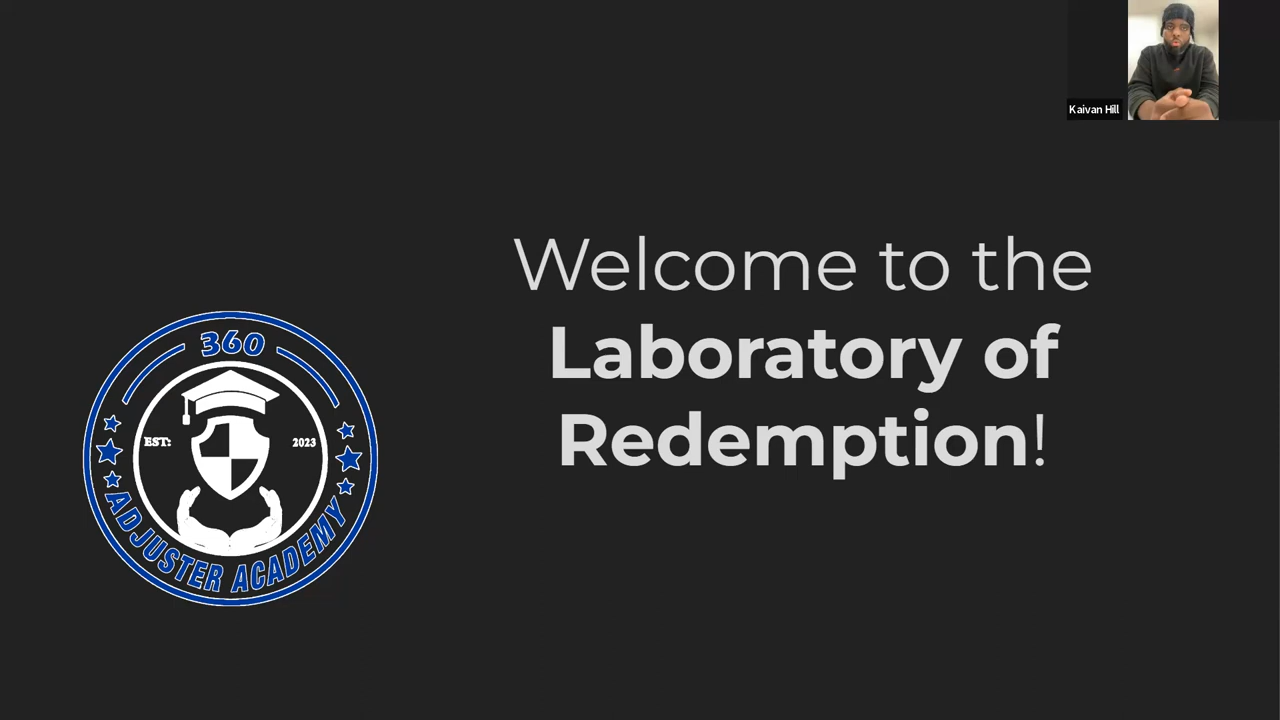 Kaivan Hill
Welcome to the
Laboratory of
Redemption!
360
EST: 2023
ADJUSTER ACADEMY